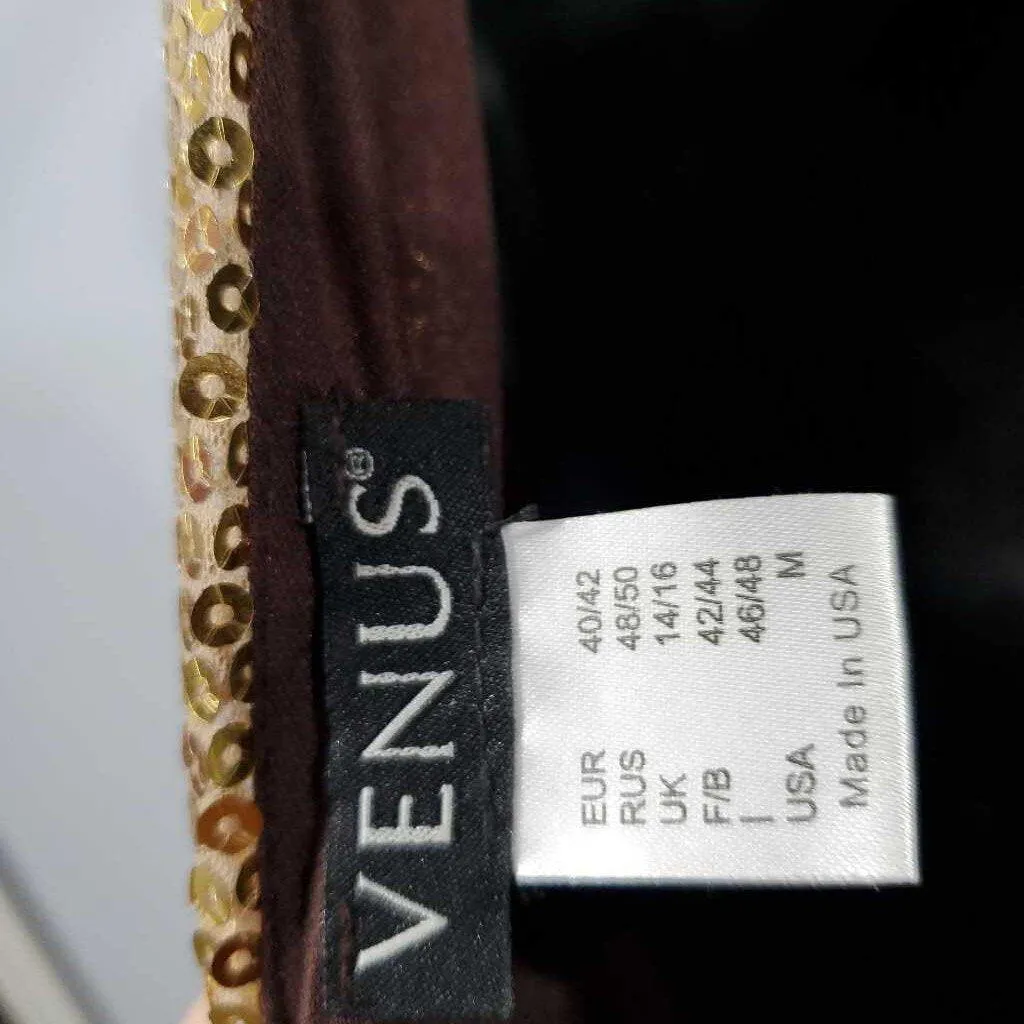 VENUS®
EUR 40/42
RUS 48/50
UK 14/16
F/B 42/44
I 46/48
USA M
Made In USA